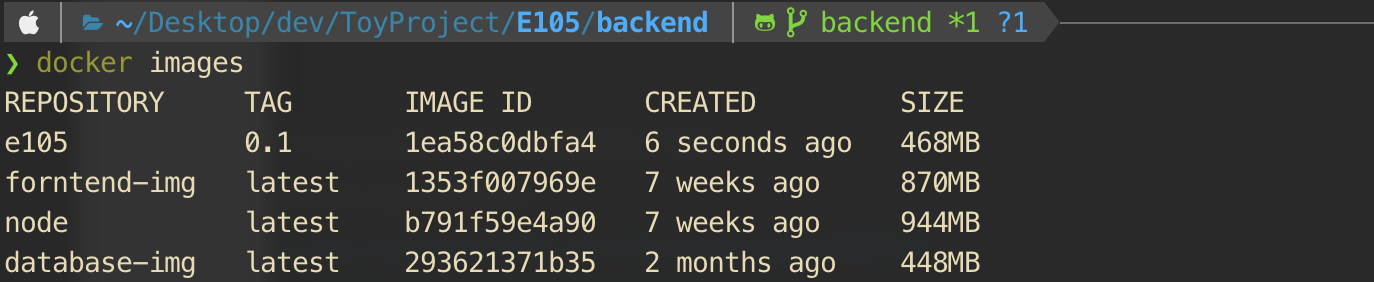 ~/Desktop/dev/ToyProject/E105/backend backend *1 ?1
❯ docker images
REPOSITORY TAG IMAGE ID CREATED SIZE
e105 0.1 1ea58c0dbfa4 6 seconds ago 468MB
forntend-img latest 1353f007969e 7 weeks ago 870MB
node latest b791f59e4a90 7 weeks ago 944MB
database-img latest 293621371b35 2 months ago 448MB